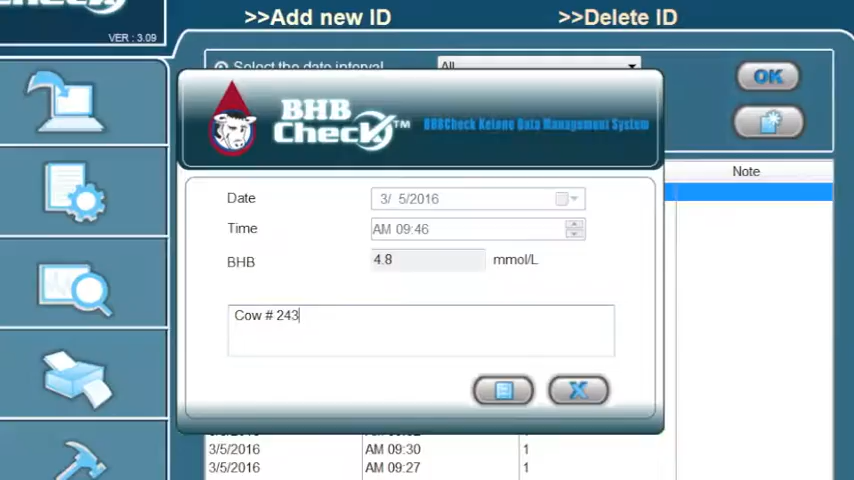 Check
VER : 3.09
>>Add new ID
>>Delete ID
Select the date interval
All
OK
BHB
Check™
BHBCheck Ketone Data Management System
Note
Date
3/ 5/2016
Time
AM 09:46
BHB
4.8
mmol/L
Cow # 243
3/5/2016
AM 09:30
1
3/5/2016
AM 09:27
1